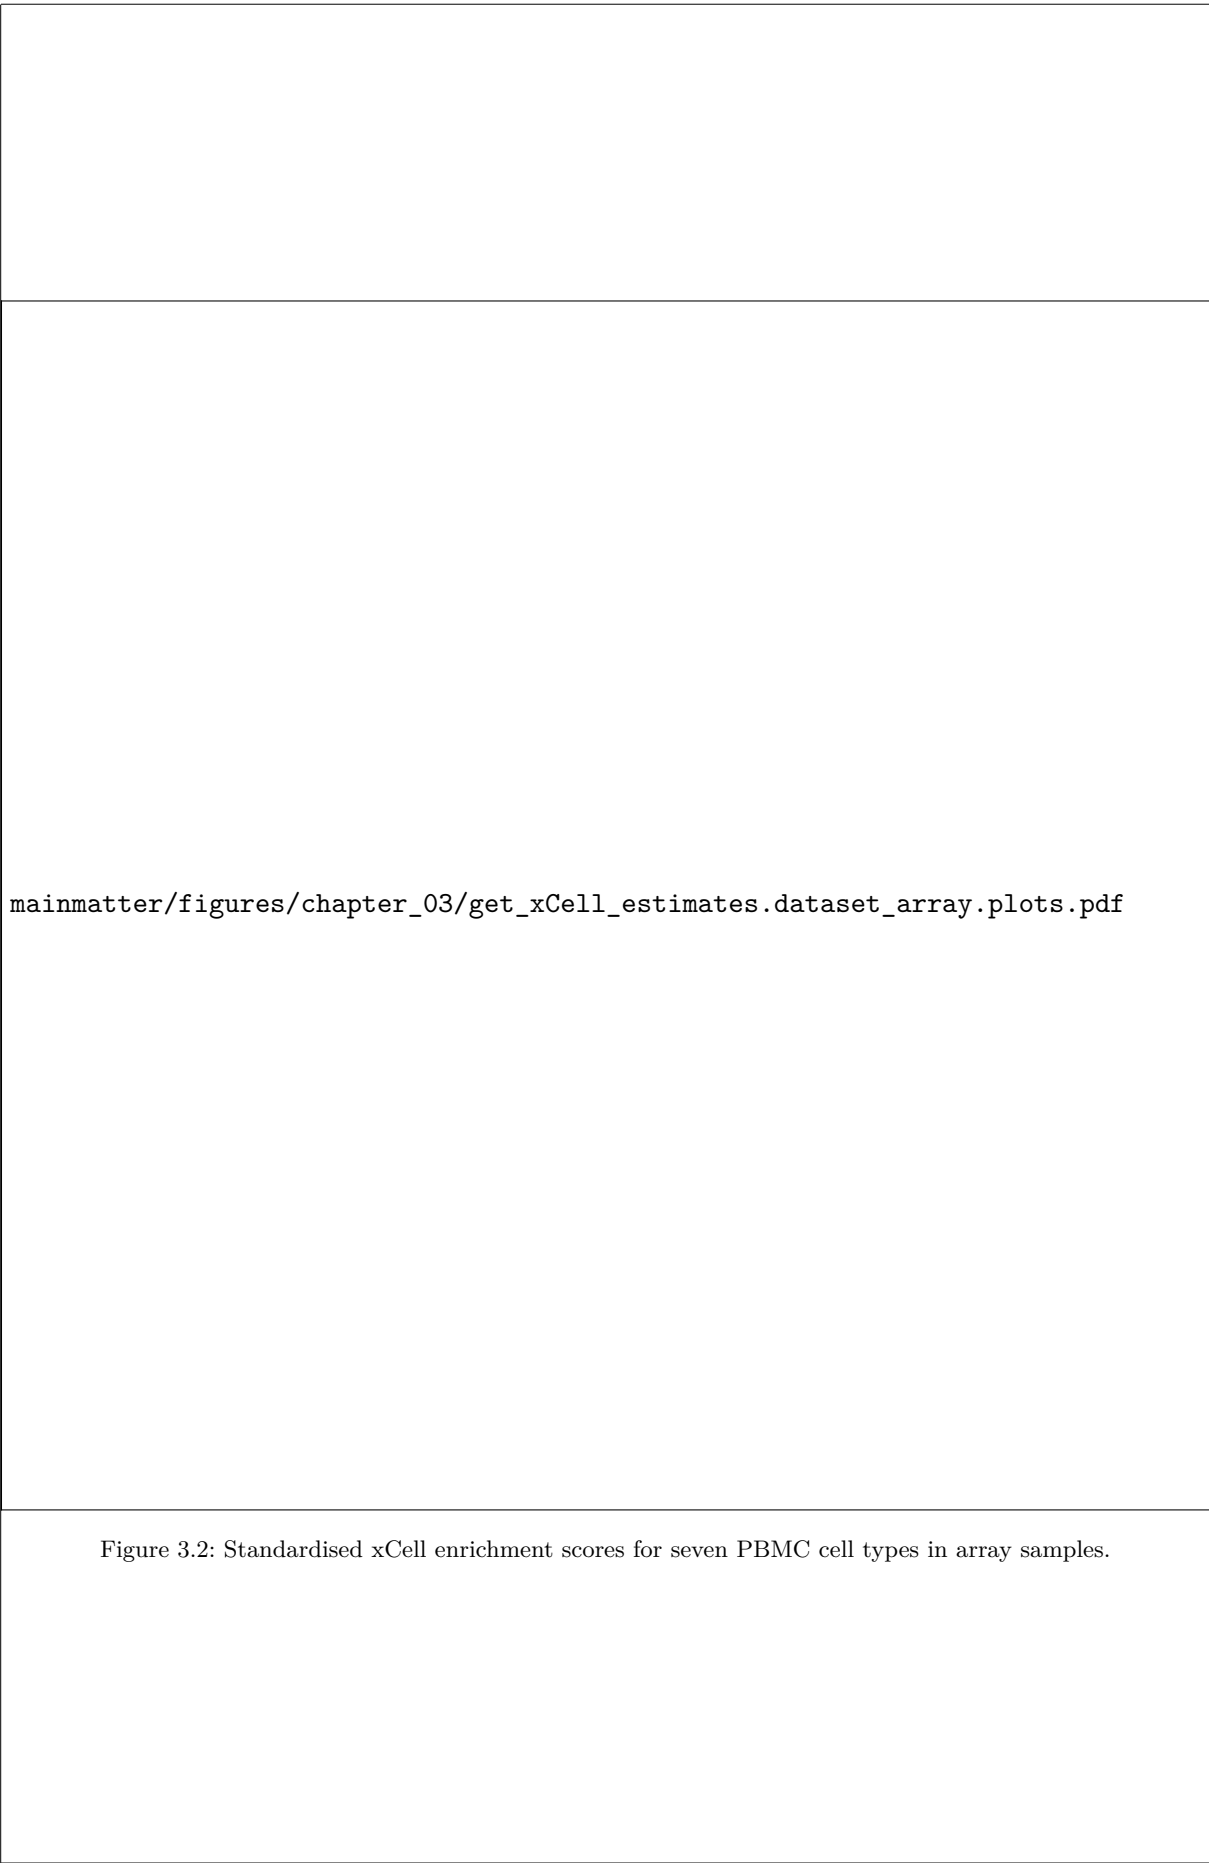 mainmatter/figures/chapter_03/get_xCell_estimates.dataset_array.plots.pdf
Figure 3.2: Standardised xCell enrichment scores for seven PBMC cell types in array samples.